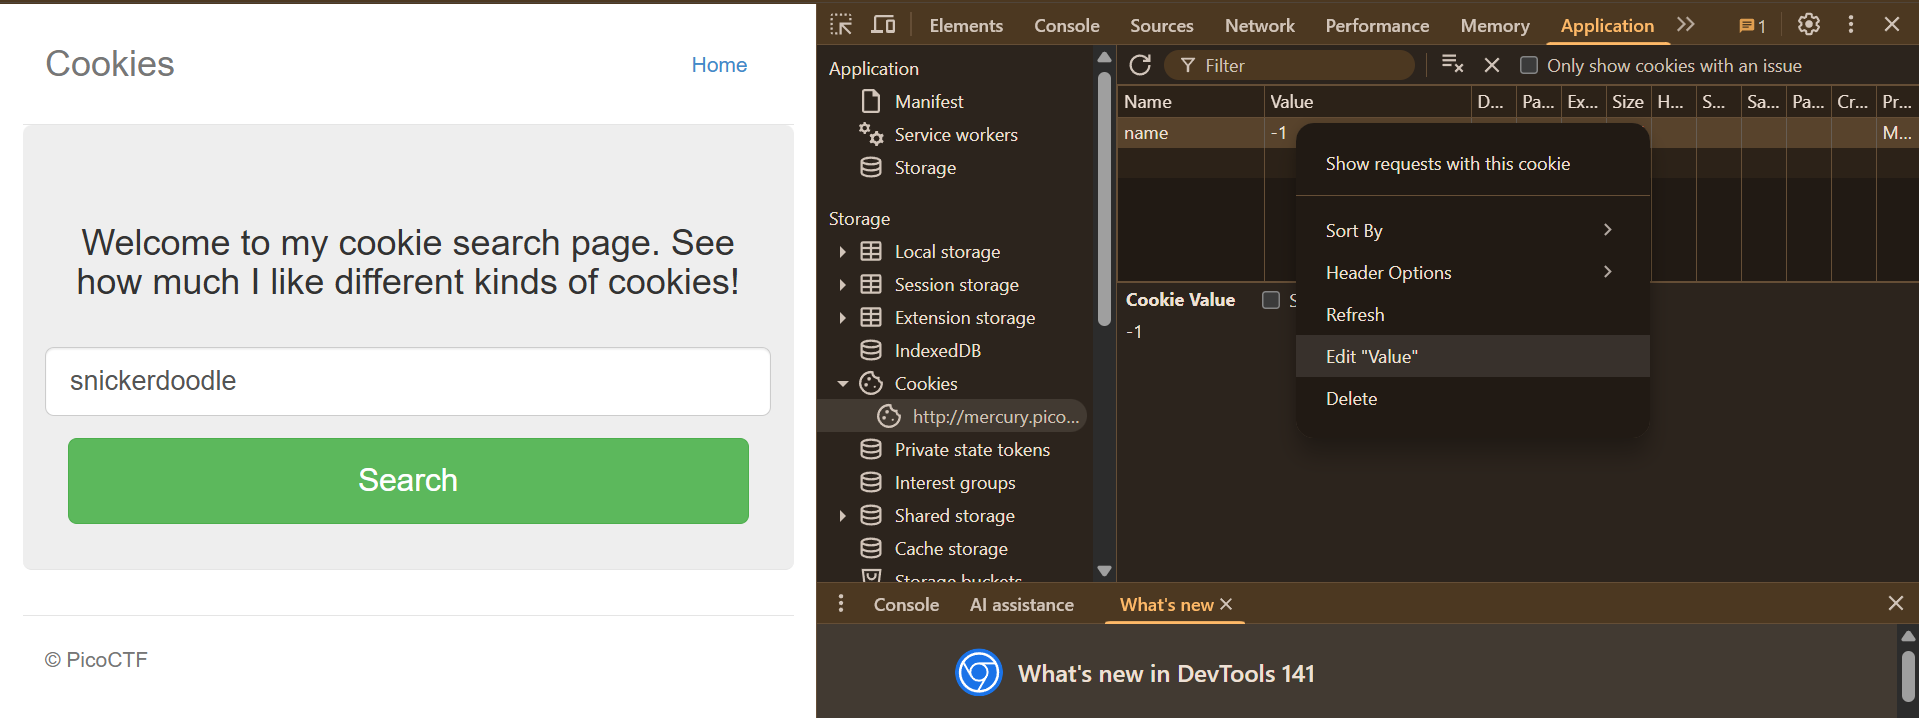 Cookies
Home
Welcome to my cookie search page. See
how much I like different kinds of cookies!
snickerdoodle
Search
© PicoCTF
Elements Console Sources Network Performance Memory Application 1
Application
Manifest
Service workers
Storage
Storage
Local storage
Session storage
Extension storage
IndexedDB
Cookies
http://mercury.pico...
Private state tokens
Interest groups
Shared storage
Cache storage
Storage buckets
Filter
Only show cookies with an issue
Name Value D... Pa... Ex... Size H... S... Sa... Pa... Cr... Pr...
name -1 M...
Show requests with this cookie
Sort By
Header Options
Refresh
Edit "Value"
Delete
Cookie Value
-1
Console AI assistance What's new
What's new in DevTools 141